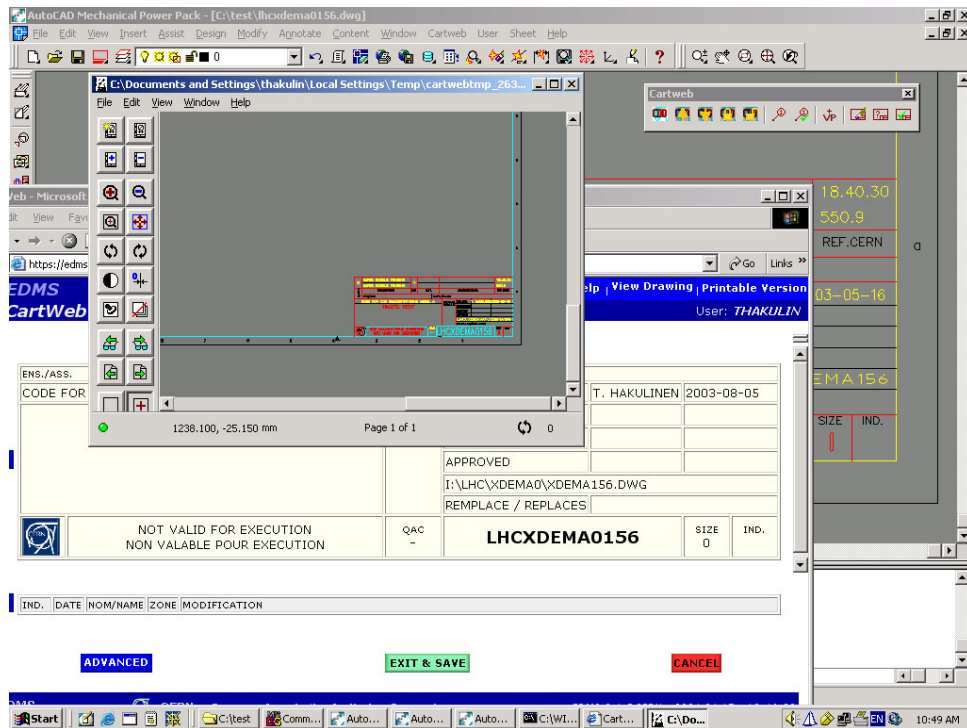 AutoCAD Mechanical Power Pack - [C:\test\lhcxdema0156.dwg]
File Edit View Insert Assist Design Modify Annotate Content Window Cartweb User Sheet Help
0
C:\Documents and Settings\thakulin\Local Settings\Temp\cartwebtmp_263...
File Edit View Window Help
Cartweb
VP
Web - Microsoft
View
18.40.30
550.9
REF.CERN
a
https://edms
Go Links »
EDMS
CartWeb
View Drawing | Printable Version
User: THAKULIN
03-05-16
LHCXDEMA0156
ENS./ASS.
CODE FOR
T. HAKULINEN 2003-08-05
EMA156
SIZE IND.
1238.100, -25.150 mm Page 1 of 1 0
APPROVED
I:\LHC\XDEMA0\XDEMA156.DWG
REMPLACE / REPLACES
NOT VALID FOR EXECUTION
NON VALABLE POUR EXECUTION
QAC
-
LHCXDEMA0156
SIZE
0
IND.
IND. DATE NOM/NAME ZONE MODIFICATION
ADVANCED EXIT & SAVE CANCEL
Start C:\test Comm... Auto... Auto... Auto... C:\WI... Cart... C:\Do... EN 10:49 AM